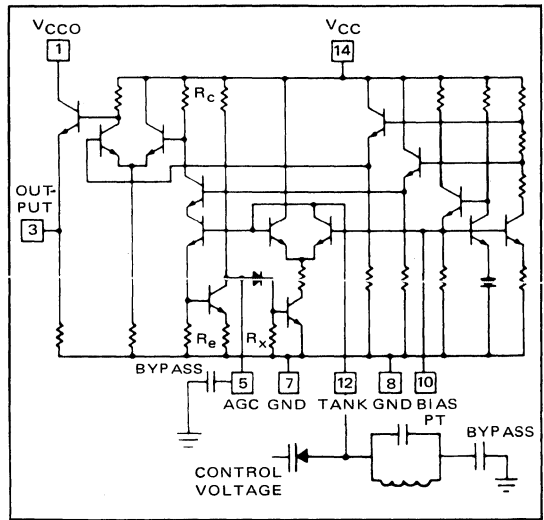 VCCO
1
VCC
14
Rc
OUT-
PUT
3
Re
Rx
BYPASS
5
7
12
8
10
AGC GND TANK GND BIAS
PT
BYPASS
CONTROL
VOLTAGE